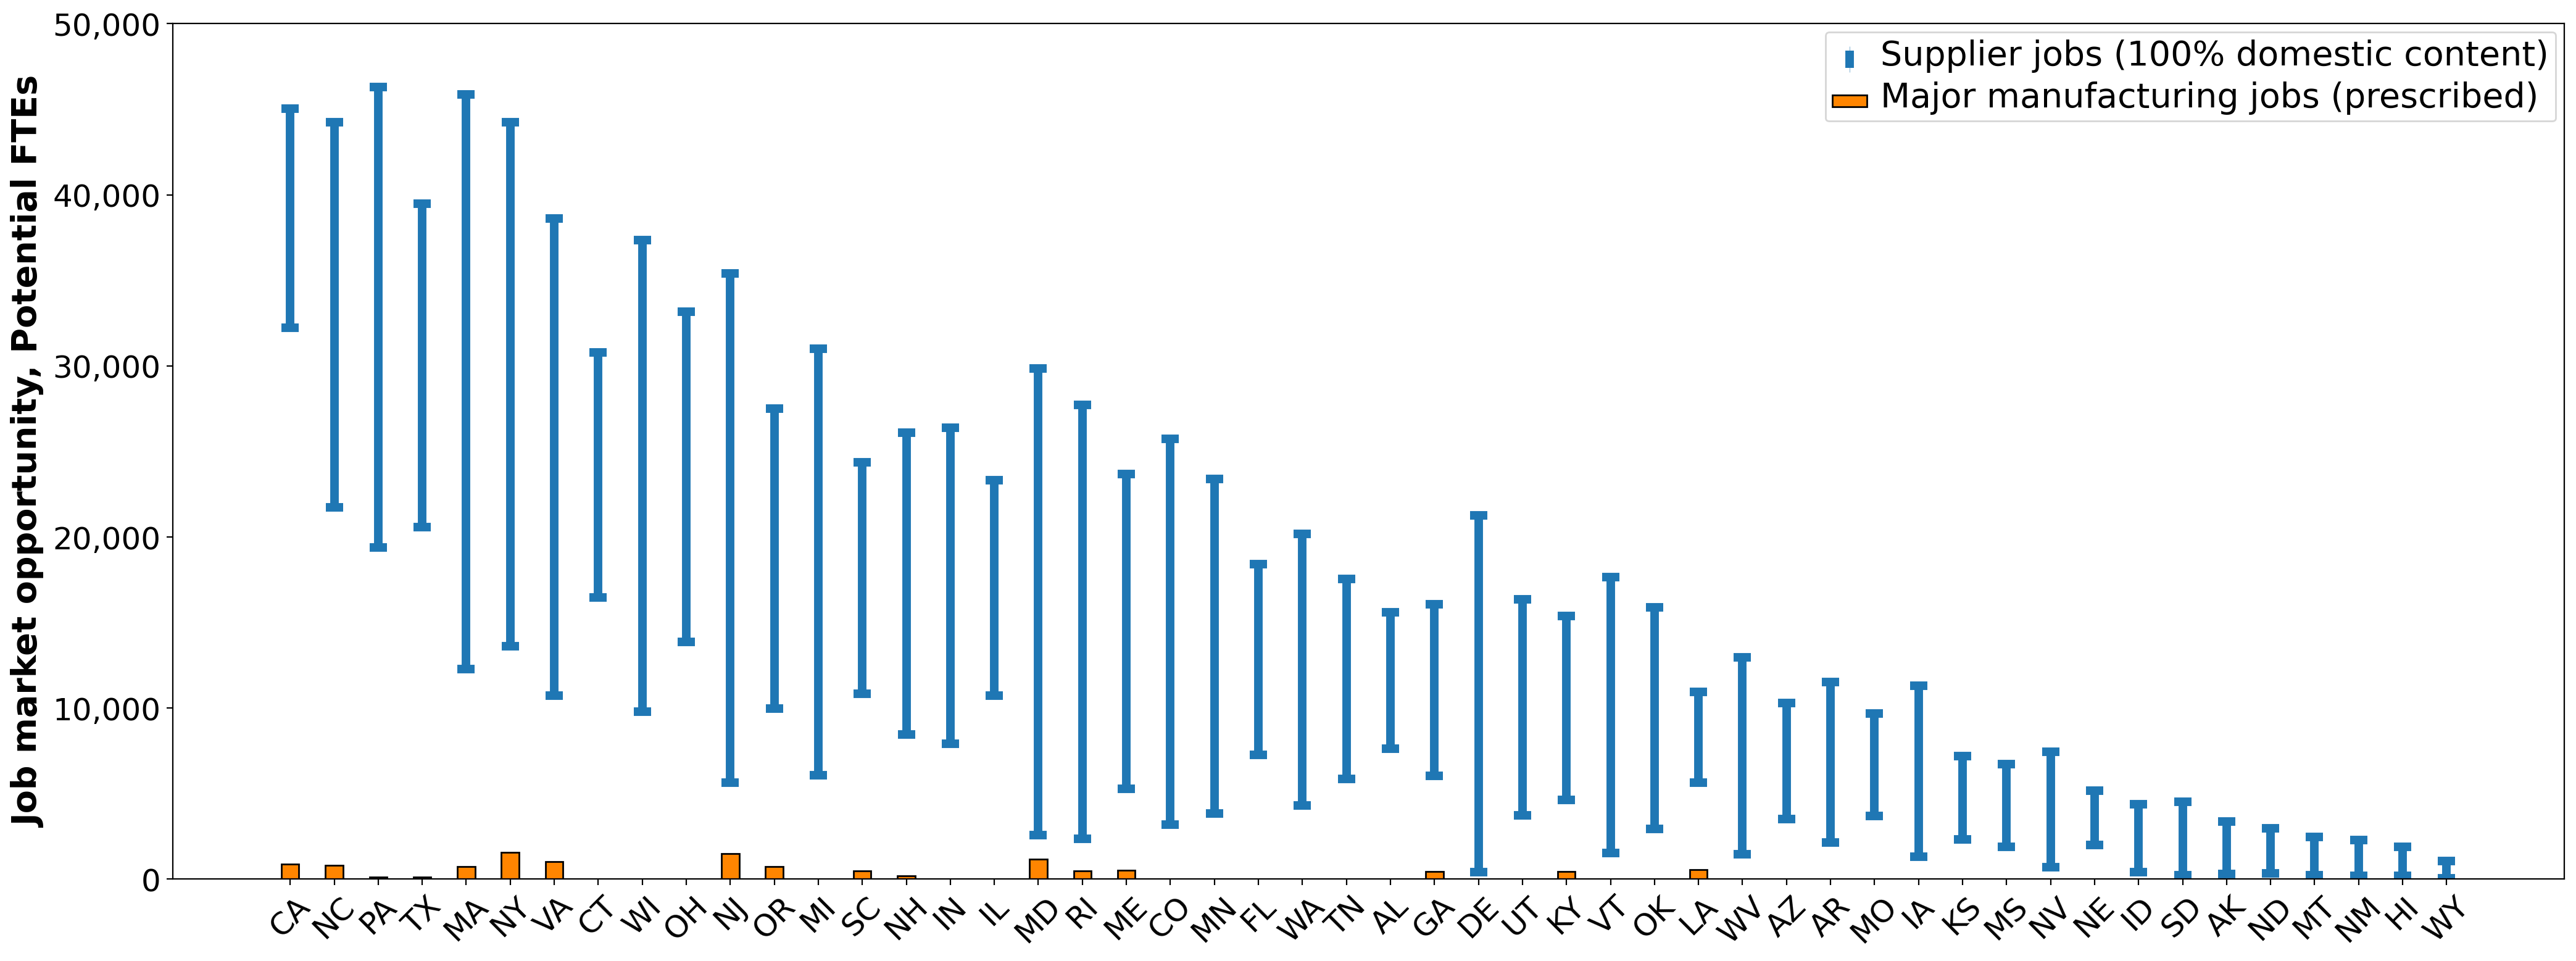 Job market opportunity, Potential FTEs
50,000
40,000
30,000
20,000
10,000
0
Supplier jobs (100% domestic content)
Major manufacturing jobs (prescribed)
CA NC PA TX MA NY VA CT WI OH NJ OR MI SC NH IN IL MD RI ME CO MN FL WA TN AL GA DE UT KY VT OK LA WV AZ AR MO IA KS MS NV NE ID SD AK ND MT NM HI WY